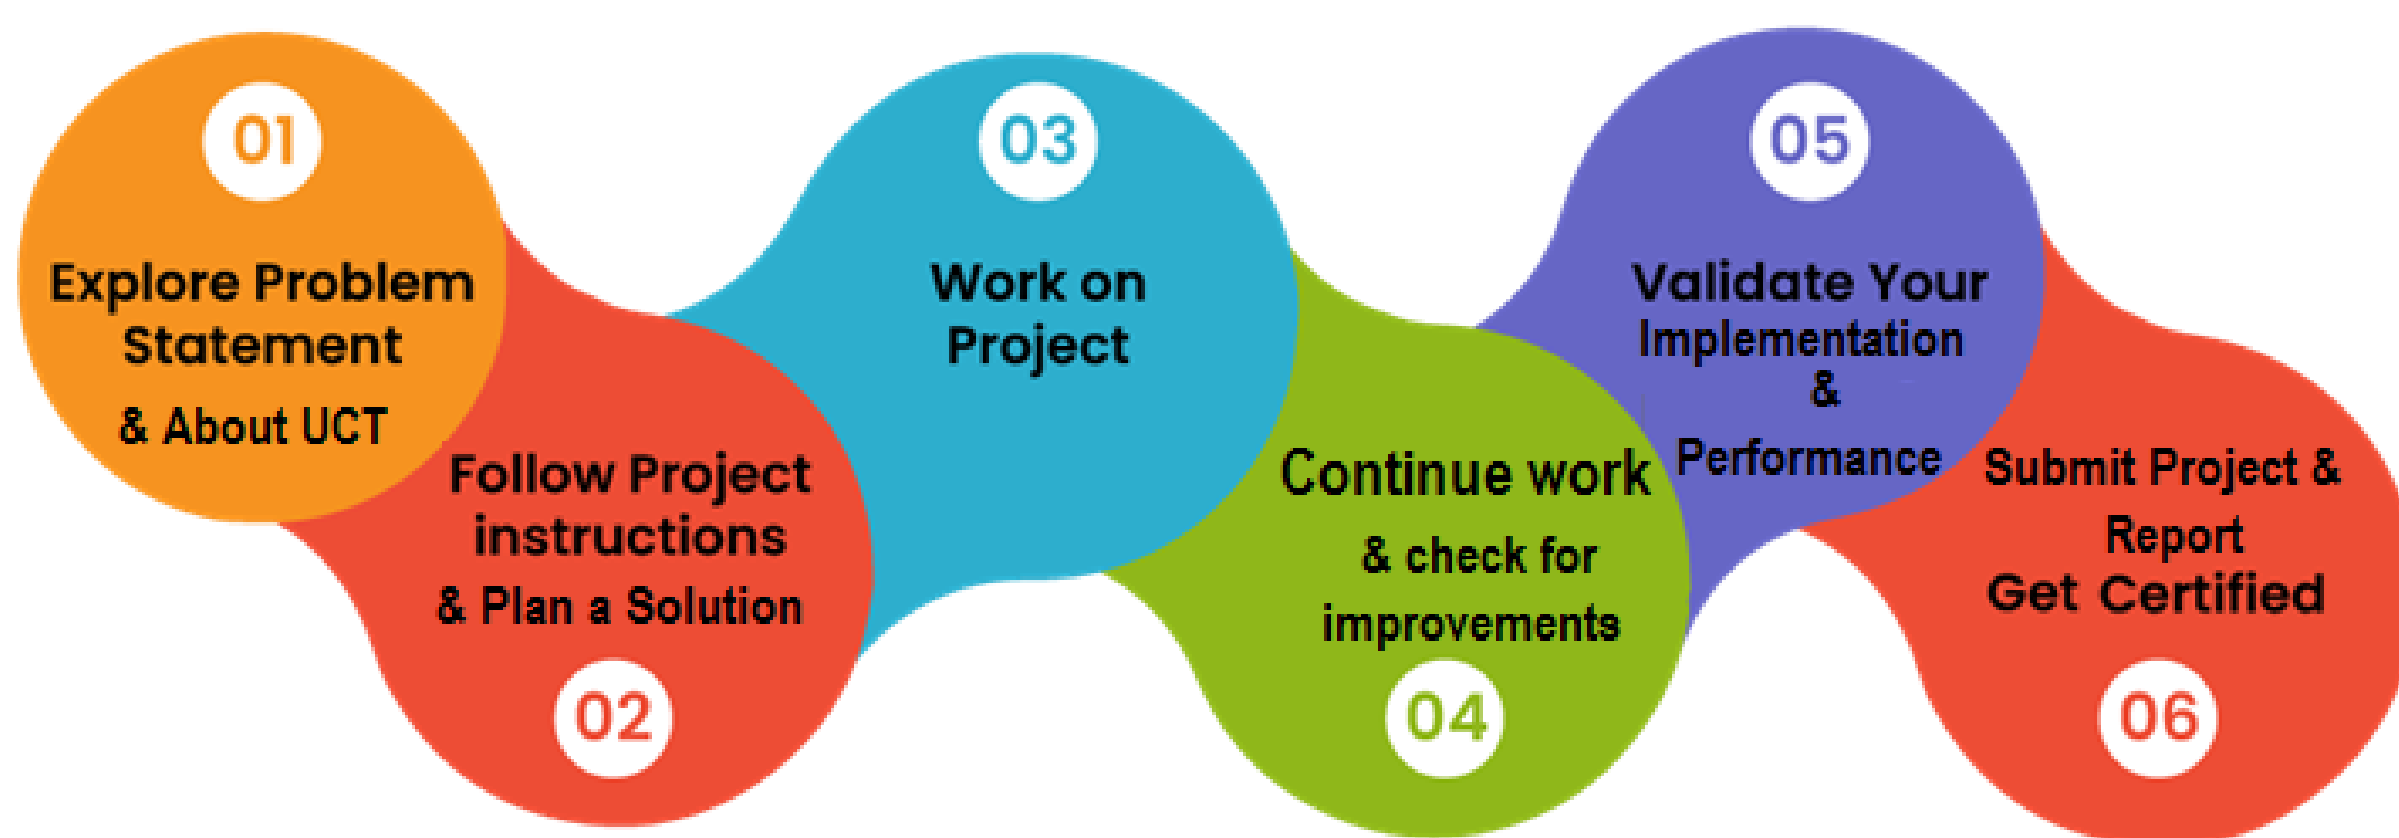 01
Explore Problem
Statement
& About UCT
Follow Project
instructions
& Plan a Solution
02
03
Work on
Project
Continue work
& check for
improvements
04
05
Validate Your
Implementation
&
Performance
Submit Project &
Report
Get Certified
06